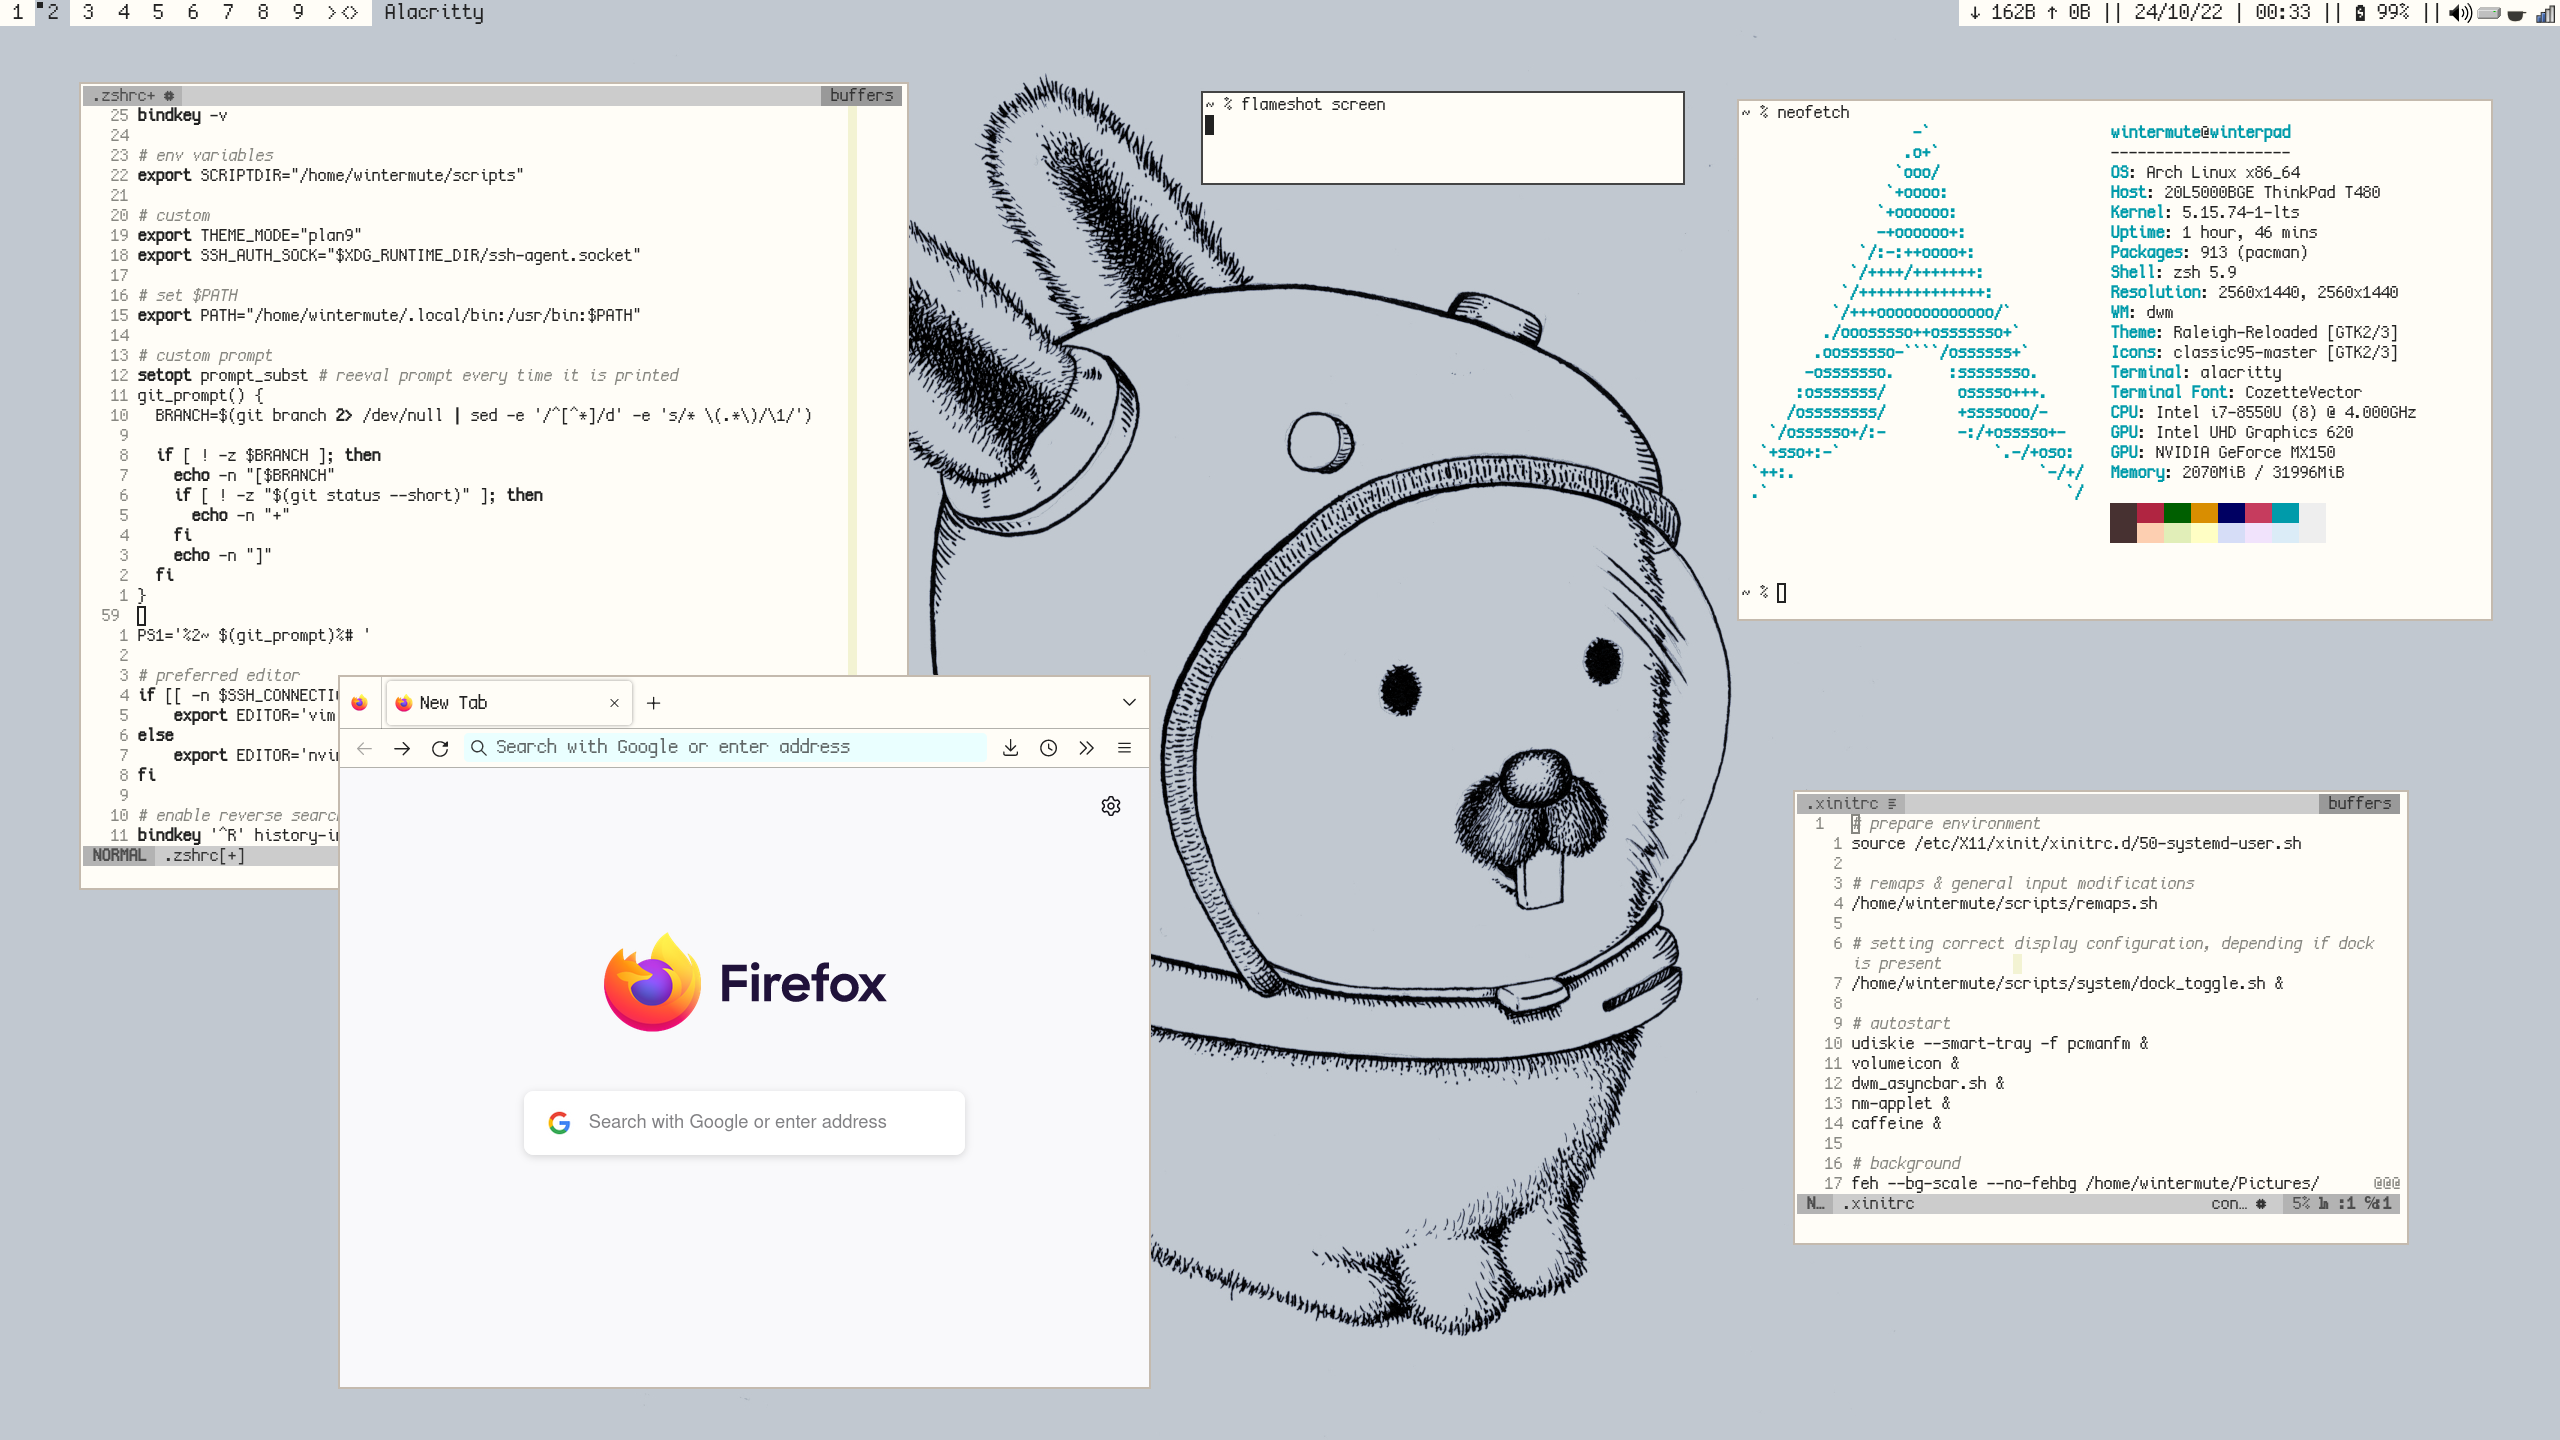 1 2 3 4 5 6 7 8 9 ><> Alacritty
↓ 162B ↑ 0B || 24/10/22 | 00:33 || 99% ||
.zshrc+ buffers
25 bindkey -v
24
23 # env variables
22 export SCRIPTDIR="/home/wintermute/scripts"
21
20 # custom
19 export THEME_MODE="plan9"
18 export SSH_AUTH_SOCK="$XDG_RUNTIME_DIR/ssh-agent.socket"
17
16 # set $PATH
15 export PATH="/home/wintermute/.local/bin:/usr/bin:$PATH"
14
13 # custom prompt
12 setopt prompt_subst # reeval prompt every time it is printed
11 git_prompt() {
10 BRANCH=$(git branch 2> /dev/null | sed -e '/^[^*]/d' -e 's/* \(.*\)/\1/')
9
8 if [ ! -z $BRANCH ]; then
7 echo -n "[$BRANCH"
6 if [ ! -z "$(git status --short)" ]; then
5 echo -n "+"
4 fi
3 echo -n "]"
2 fi
1 }
59
1 PS1='%2~ $(git_prompt)%# '
2
3 # preferred editor
4 if [[ -n $SSH_CONNECTI
5 export EDITOR='vim
6 else
7 export EDITOR='nvi
8 fi
9
10 # enable reverse searc
11 bindkey '^R' history-i
NORMAL .zshrc[+]
New Tab
Search with Google or enter address
Firefox
Search with Google or enter address
~ % flameshot screen
~ % neofetch
wintermute@winterpad
--------------------
OS: Arch Linux x86_64
Host: 20L5000BGE ThinkPad T480
Kernel: 5.15.74-1-lts
Uptime: 1 hour, 46 mins
Packages: 913 (pacman)
Shell: zsh 5.9
Resolution: 2560x1440, 2560x1440
WM: dwm
Theme: Raleigh-Reloaded [GTK2/3]
Icons: classic95-master [GTK2/3]
Terminal: alacritty
Terminal Font: CozetteVector
CPU: Intel i7-8550U (8) @ 4.000GHz
GPU: Intel UHD Graphics 620
GPU: NVIDIA GeForce MX150
Memory: 2070MiB / 31996MiB
~ %
.xinitrc buffers
1 # prepare environment
1 source /etc/X11/xinit/xinitrc.d/50-systemd-user.sh
2
3 # remaps & general input modifications
4 /home/wintermute/scripts/remaps.sh
5
6 # setting correct display configuration, depending if dock
is present
7 /home/wintermute/scripts/system/dock_toggle.sh &
8
9 # autostart
10 udiskie --smart-tray -f pcmanfm &
11 volumeicon &
12 dwm_asyncbar.sh &
13 nm-applet &
14 caffeine &
15
16 # background
17 feh --bg-scale --no-fehbg /home/wintermute/Pictures/ @@@
N… .xinitrc con… 5% :1 :1